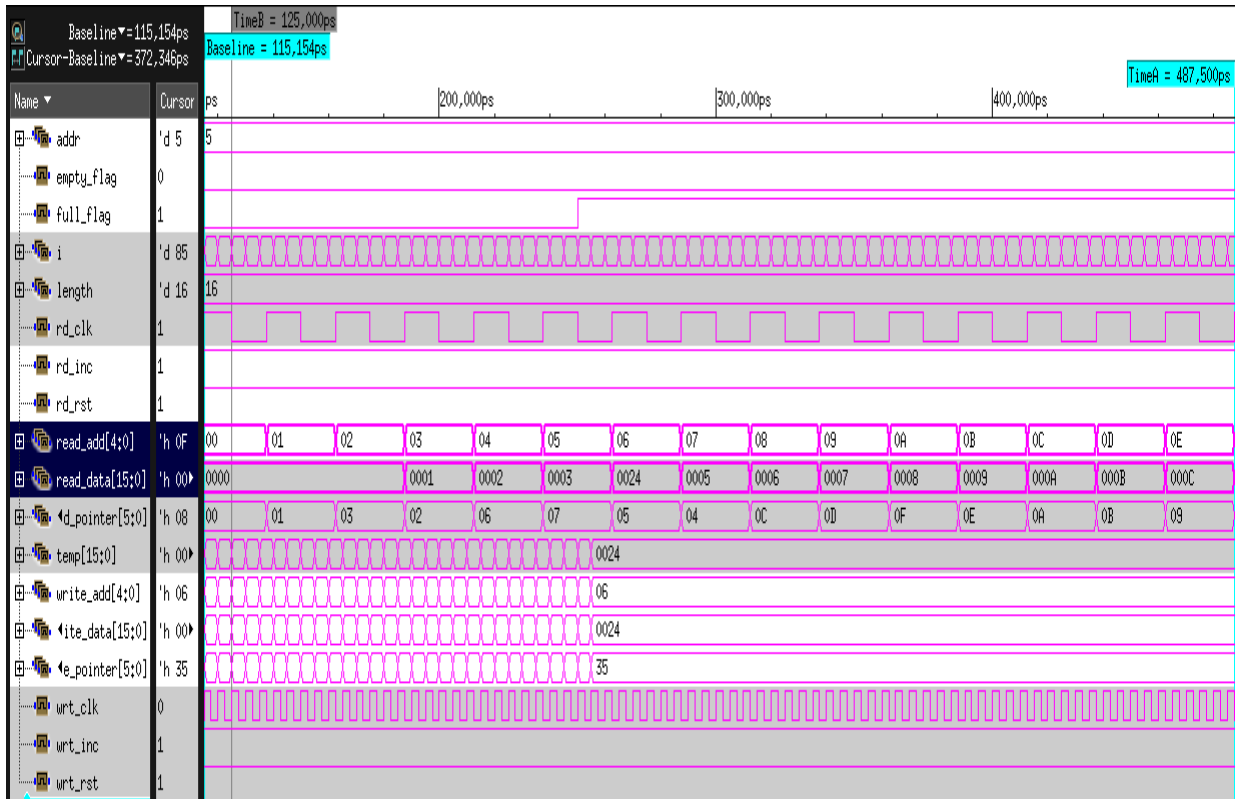 TimeB = 125,000ps
Baseline▼=115,154ps
Cursor-Baseline▼=372,346ps
Baseline = 115,154ps
TimeA = 487,500ps
Name ▼ Cursor ps 200,000ps 300,000ps 400,000ps
addr 'd 5 5
empty_flag 0
full_flag 1
i 'd 85
length 'd 16 16
rd_clk 1
rd_inc 1
rd_rst 1
read_add[4:0] 'h 0F 00 01 02 03 04 05 06 07 08 09 0A 0B 0C 0D 0E
read_data[15:0] 'h 00▶ 0000 0001 0002 0003 0024 0005 0006 0007 0008 0009 000A 000B 000C
◀d_pointer[5:0] 'h 08 00 01 03 02 06 07 05 04 0C 0D 0F 0E 0A 0B 09
temp[15:0] 'h 00▶ 0024
write_add[4:0] 'h 06 06
◀ite_data[15:0] 'h 00▶ 0024
◀e_pointer[5:0] 'h 35 35
wrt_clk 0
wrt_inc 1
wrt_rst 1